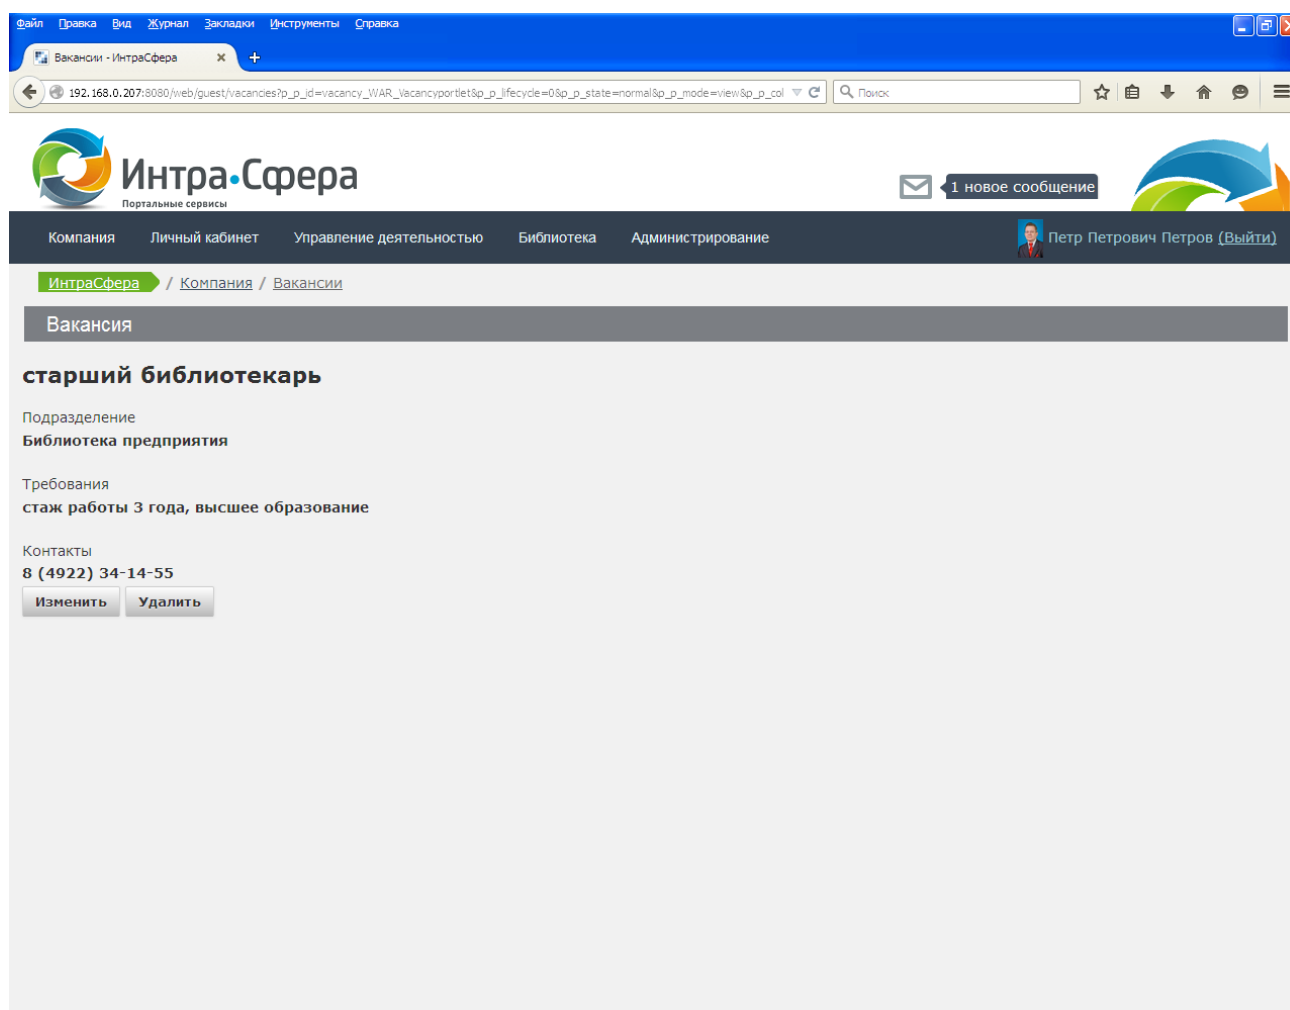 Файл Правка Вид Журнал Закладки Инструменты Справка
Вакансии - ИнтраСфера
192.168.0.207:8080/web/guest/vacancies?p_p_id=vacancy_WAR_Vacancyportlet&p_p_lifecycle=0&p_p_state=normal&p_p_mode=view&p_p_col
Поиск
Интра•Сфера
Портальные сервисы
1 новое сообщение
Компания Личный кабинет Управление деятельностью Библиотека Администрирование Петр Петрович Петров (Выйти)
ИнтраСфера / Компания / Вакансии
Вакансия
старший библиотекарь
Подразделение
Библиотека предприятия
Требования
стаж работы 3 года, высшее образование
Контакты
8 (4922) 34-14-55
Изменить Удалить